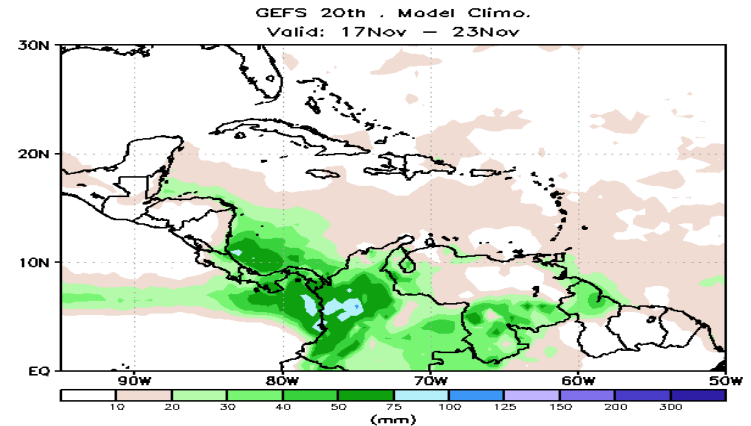 GEFS 20th . Model Climo.
Valid: 17Nov – 23Nov
30N
20N
10N
EQ
90W 80W 70W 60W 50W
10 20 30 40 50 75 100 125 150 200 300
(mm)